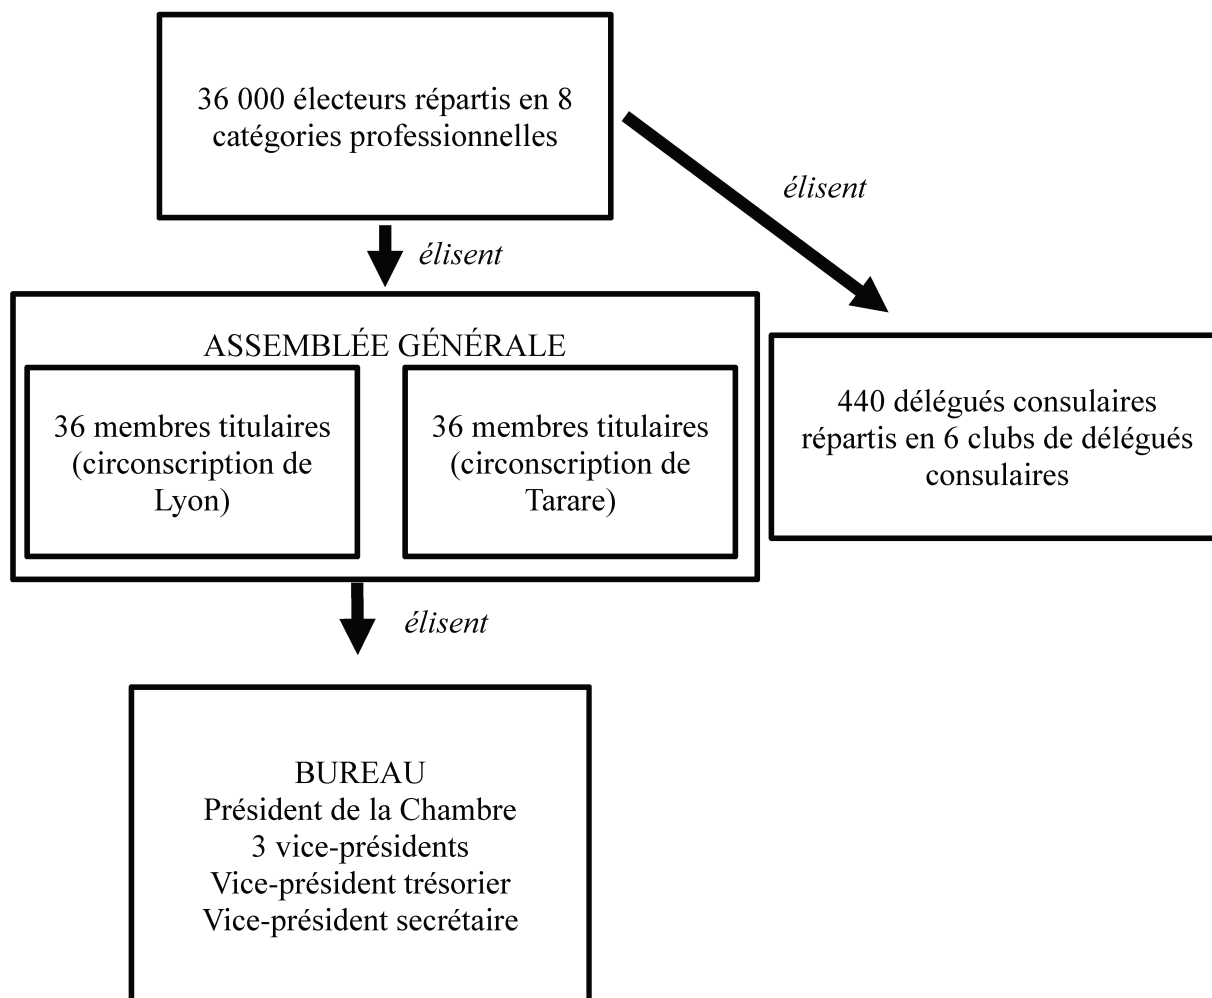 36 000 électeurs répartis en 8
catégories professionnelles
élisent
élisent
ASSEMBLÉE GÉNÉRALE
36 membres titulaires
(circonscription de
Lyon)
36 membres titulaires
(circonscription de
Tarare)
440 délégués consulaires
répartis en 6 clubs de délégués
consulaires
élisent
BUREAU
Président de la Chambre
3 vice-présidents
Vice-président trésorier
Vice-président secrétaire